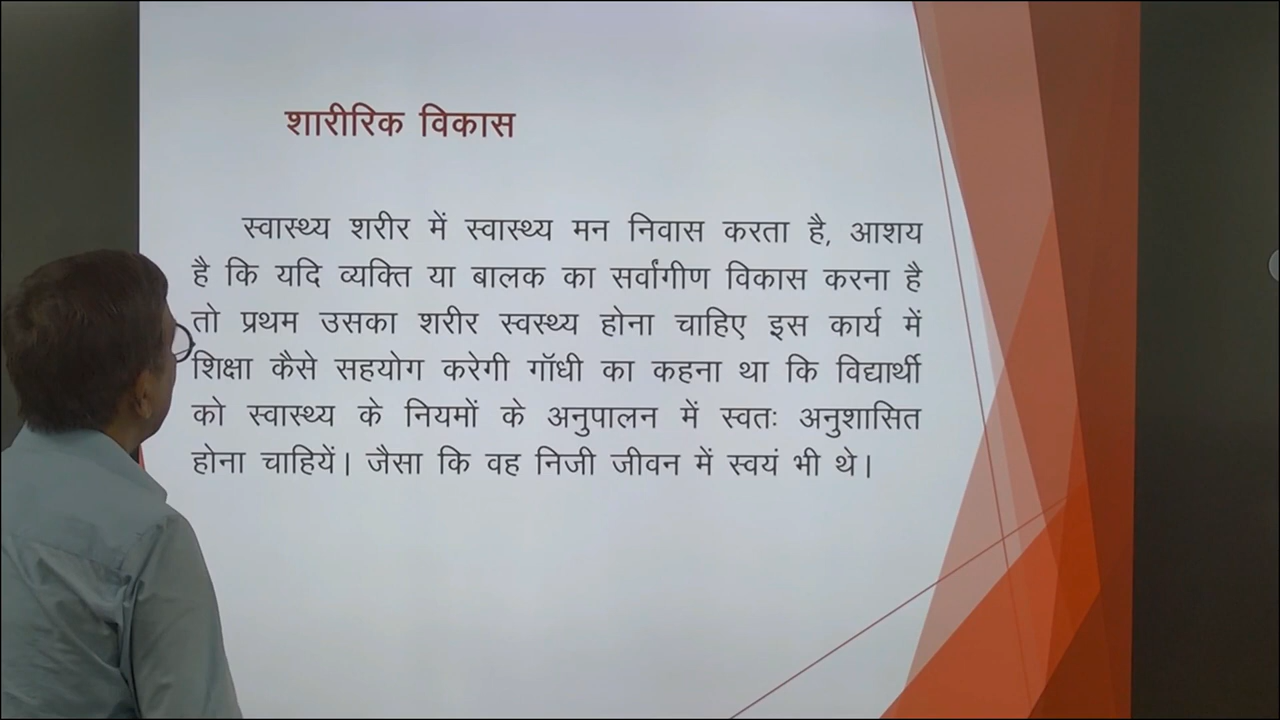 शारीरिक विकास
स्वास्थ्य शरीर में स्वास्थ्य मन निवास करता है, आशय
है कि यदि व्यक्ति या बालक का सर्वांगीण विकास करना है
तो प्रथम उसका शरीर स्वस्थ्य होना चाहिए इस कार्य में
शिक्षा कैसे सहयोग करेगी गॉधी का कहना था कि विद्यार्थी
को स्वास्थ्य के नियमों के अनुपालन में स्वतः अनुशासित
होना चाहियें। जैसा कि वह निजी जीवन में स्वयं भी थे।